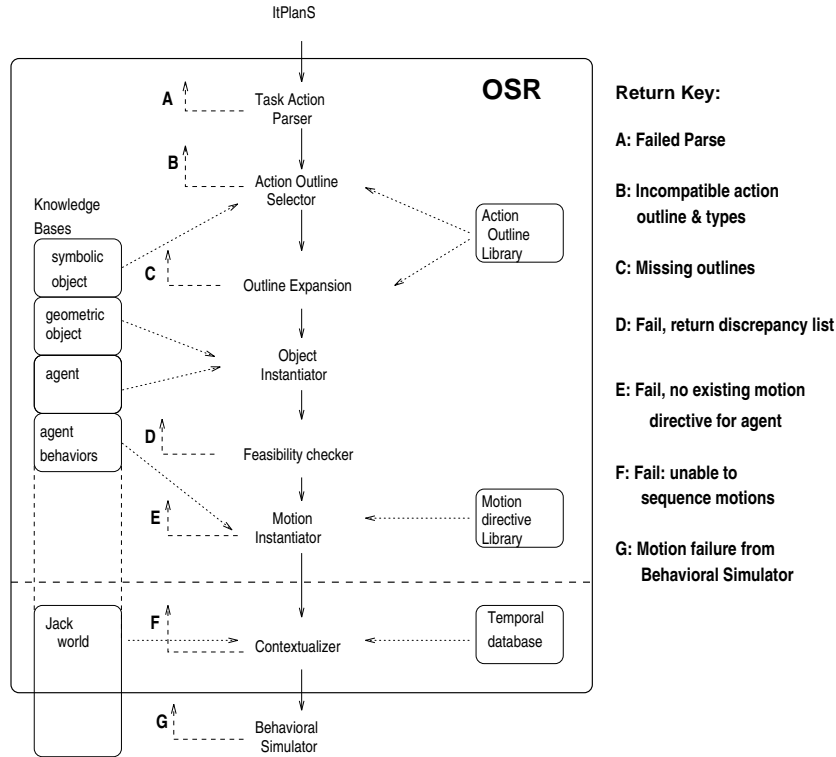 ItPlanS
OSR
A
Task Action
Parser
B
Action Outline
Selector
Knowledge
Bases
symbolic
object
Action
Outline
Library
C
Outline Expansion
geometric
object
Object
Instantiator
agent
agent
behaviors
D
Feasibility checker
E
Motion
Instantiator
Motion
directive
Library
Jack
world
F
Contextualizer
Temporal
database
G
Behavioral
Simulator
Return Key:
A: Failed Parse
B: Incompatible action
outline & types
C: Missing outlines
D: Fail, return discrepancy list
E: Fail, no existing motion
directive for agent
F: Fail: unable to
sequence motions
G: Motion failure from
Behavioral Simulator